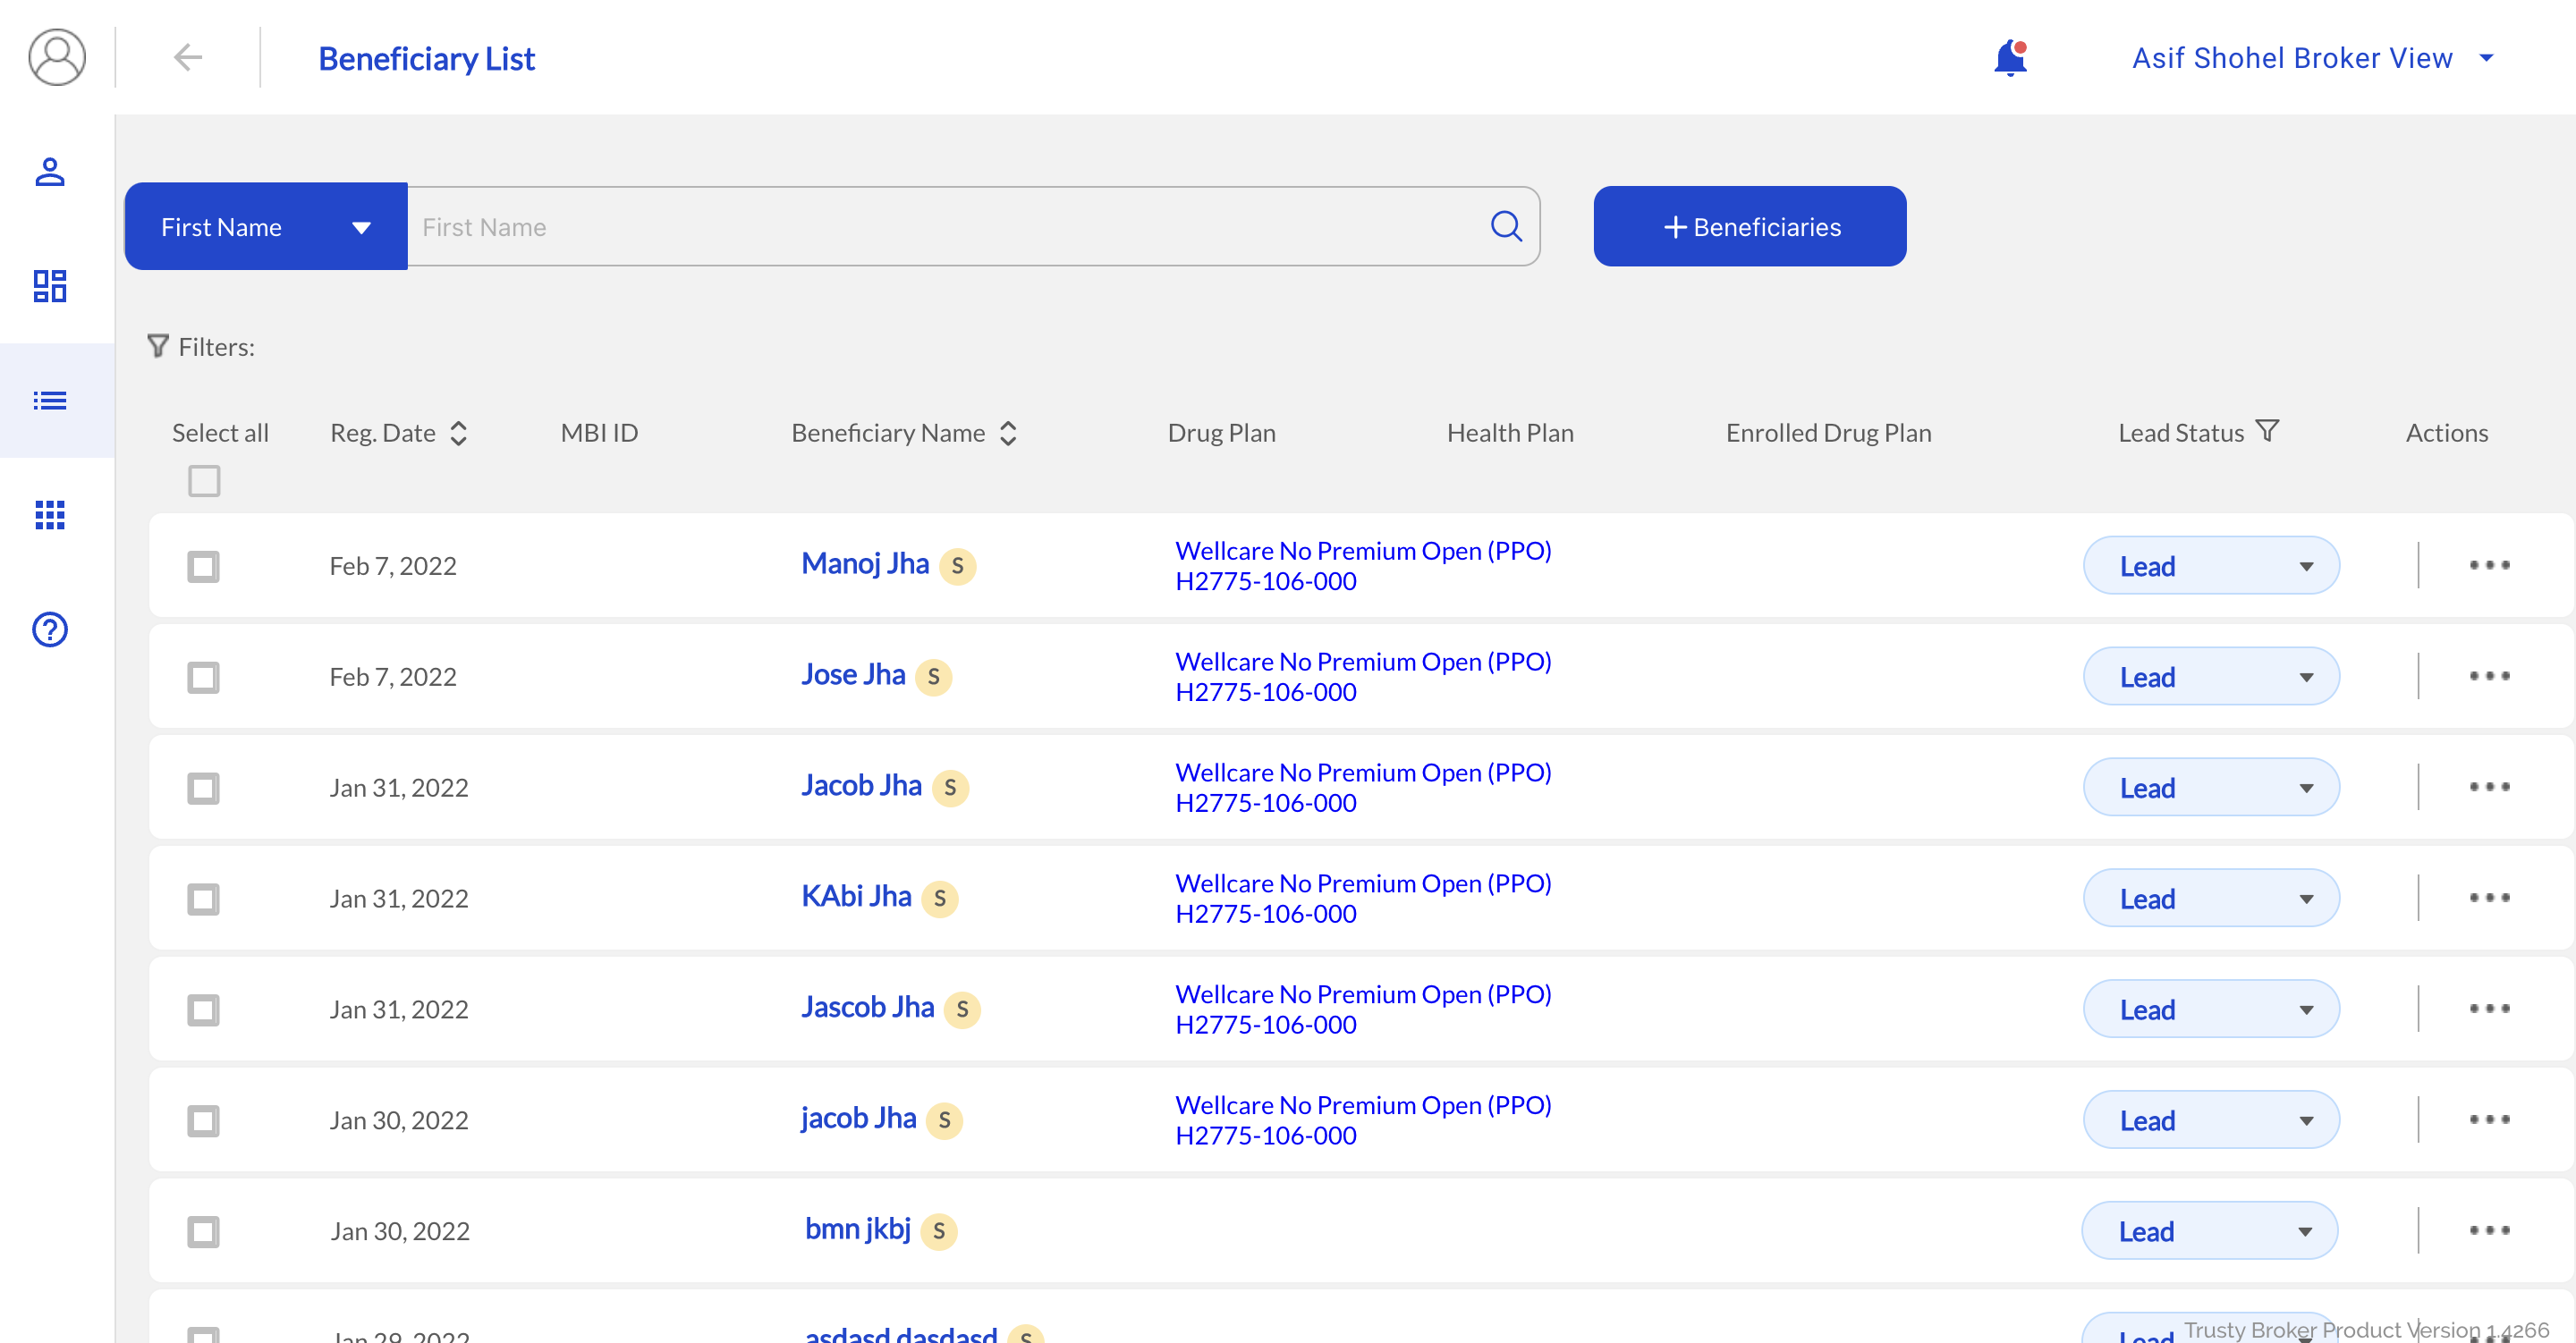 Beneficiary List
Asif Shohel Broker View
First Name
First Name
+ Beneficiaries
Filters:
Select all Reg. Date MBI ID Beneficiary Name Drug Plan Health Plan Enrolled Drug Plan Lead Status Actions
Feb 7, 2022 Manoj Jha S Wellcare No Premium Open (PPO) Lead
H2775-106-000
Feb 7, 2022 Jose Jha S Wellcare No Premium Open (PPO) Lead
H2775-106-000
Jan 31, 2022 Jacob Jha S Wellcare No Premium Open (PPO) Lead
H2775-106-000
Jan 31, 2022 KAbi Jha S Wellcare No Premium Open (PPO) Lead
H2775-106-000
Jan 31, 2022 Jascob Jha S Wellcare No Premium Open (PPO) Lead
H2775-106-000
Jan 30, 2022 jacob Jha S Wellcare No Premium Open (PPO) Lead
H2775-106-000
Jan 30, 2022 bmn jkbj S Lead
Jan 29, 2022 asdasd dasdasd S Lead
Trusty Broker Product Version 1.4266